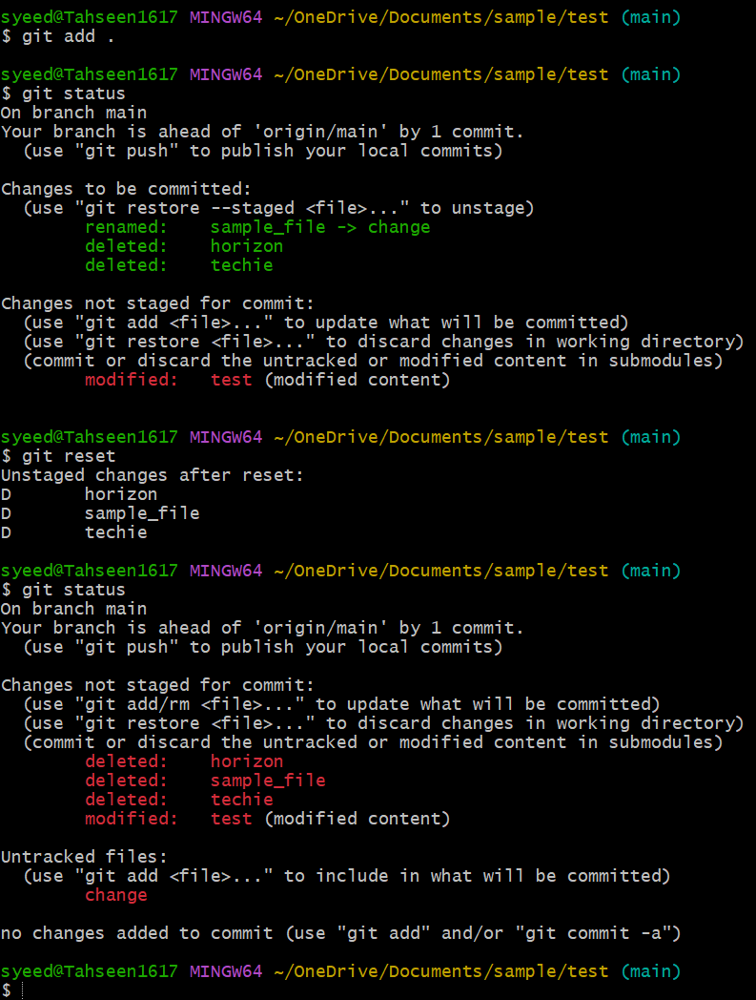 syeed@Tahseen1617 MINGW64 ~/OneDrive/Documents/sample/test (main)
$ git add .

syeed@Tahseen1617 MINGW64 ~/OneDrive/Documents/sample/test (main)
$ git status
On branch main
Your branch is ahead of 'origin/main' by 1 commit.
  (use "git push" to publish your local commits)

Changes to be committed:
  (use "git restore --staged <file>..." to unstage)
        renamed:    sample_file -> change
        deleted:    horizon
        deleted:    techie

Changes not staged for commit:
  (use "git add <file>..." to update what will be committed)
  (use "git restore <file>..." to discard changes in working directory)
  (commit or discard the untracked or modified content in submodules)
        modified:   test (modified content)

syeed@Tahseen1617 MINGW64 ~/OneDrive/Documents/sample/test (main)
$ git reset
Unstaged changes after reset:
D       horizon
D       sample_file
D       techie

syeed@Tahseen1617 MINGW64 ~/OneDrive/Documents/sample/test (main)
$ git status
On branch main
Your branch is ahead of 'origin/main' by 1 commit.
  (use "git push" to publish your local commits)

Changes not staged for commit:
  (use "git add/rm <file>..." to update what will be committed)
  (use "git restore <file>..." to discard changes in working directory)
  (commit or discard the untracked or modified content in submodules)
        deleted:    horizon
        deleted:    sample_file
        deleted:    techie
        modified:   test (modified content)

Untracked files:
  (use "git add <file>..." to include in what will be committed)
        change

no changes added to commit (use "git add" and/or "git commit -a")

syeed@Tahseen1617 MINGW64 ~/OneDrive/Documents/sample/test (main)
$